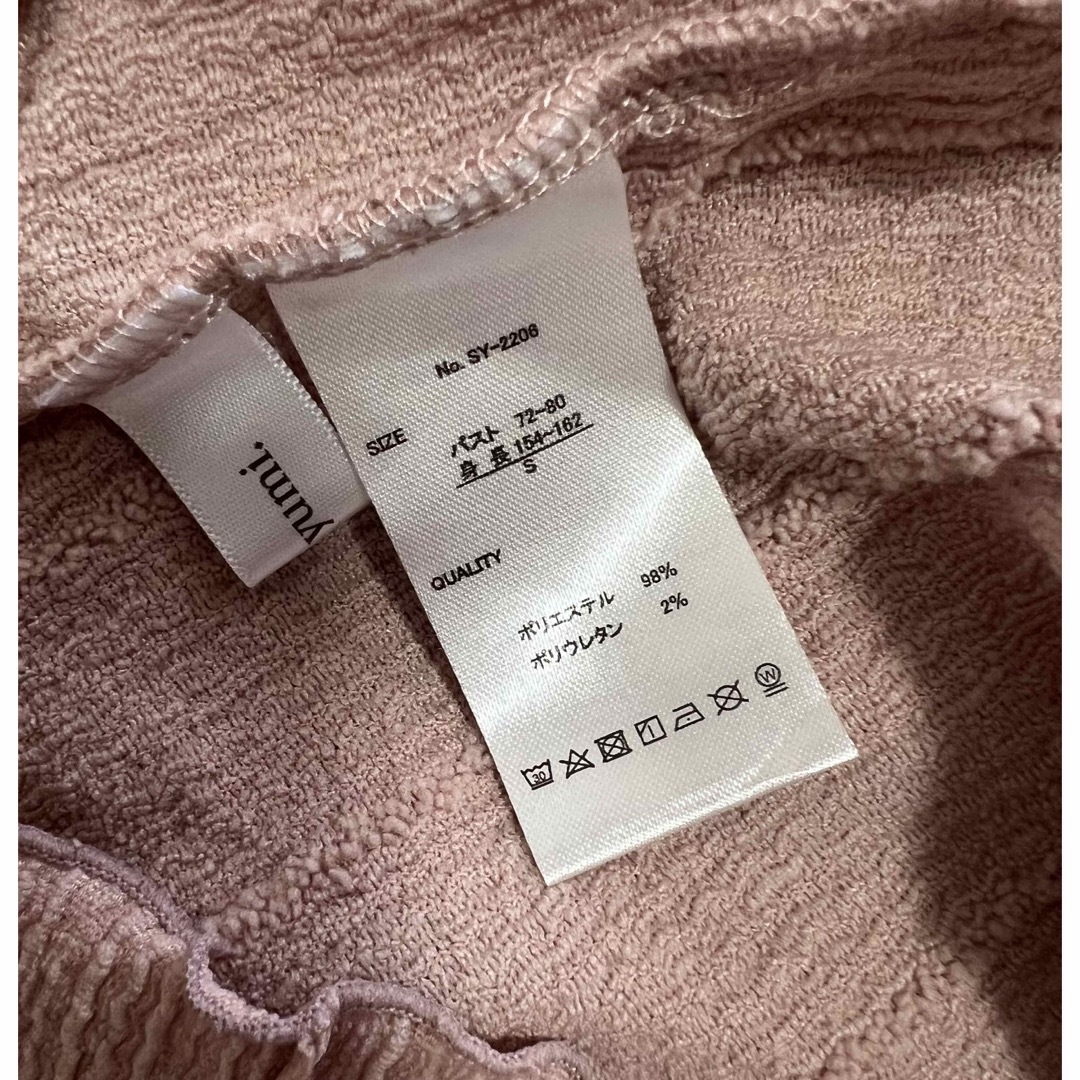 yumi.
No. SY-2206
SIZE
バスト 72~80
身 長 154~162
S
QUALITY
ポリエステル 98%
ポリウレタン 2%
30
W